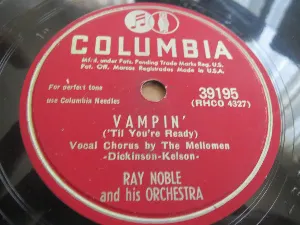 COLUMBIA
Mf'd. under Pats. Pending Trade Marks Reg. U.S.
Pat. Off. Marcas Registradas Made in U.S.A.
For perfect tone
use Columbia Needles
39195
(RHCO 4327)
VAMPIN'
('Til You're Ready)
Vocal Chorus by The Mellomen
-Dickinson-Kelson-
RAY NOBLE
and his ORCHESTRA